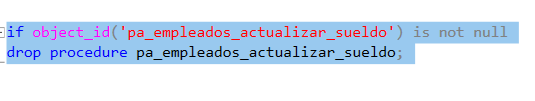 if object_id('pa_empleados_actualizar_sueldo') is not null
drop procedure pa_empleados_actualizar_sueldo;